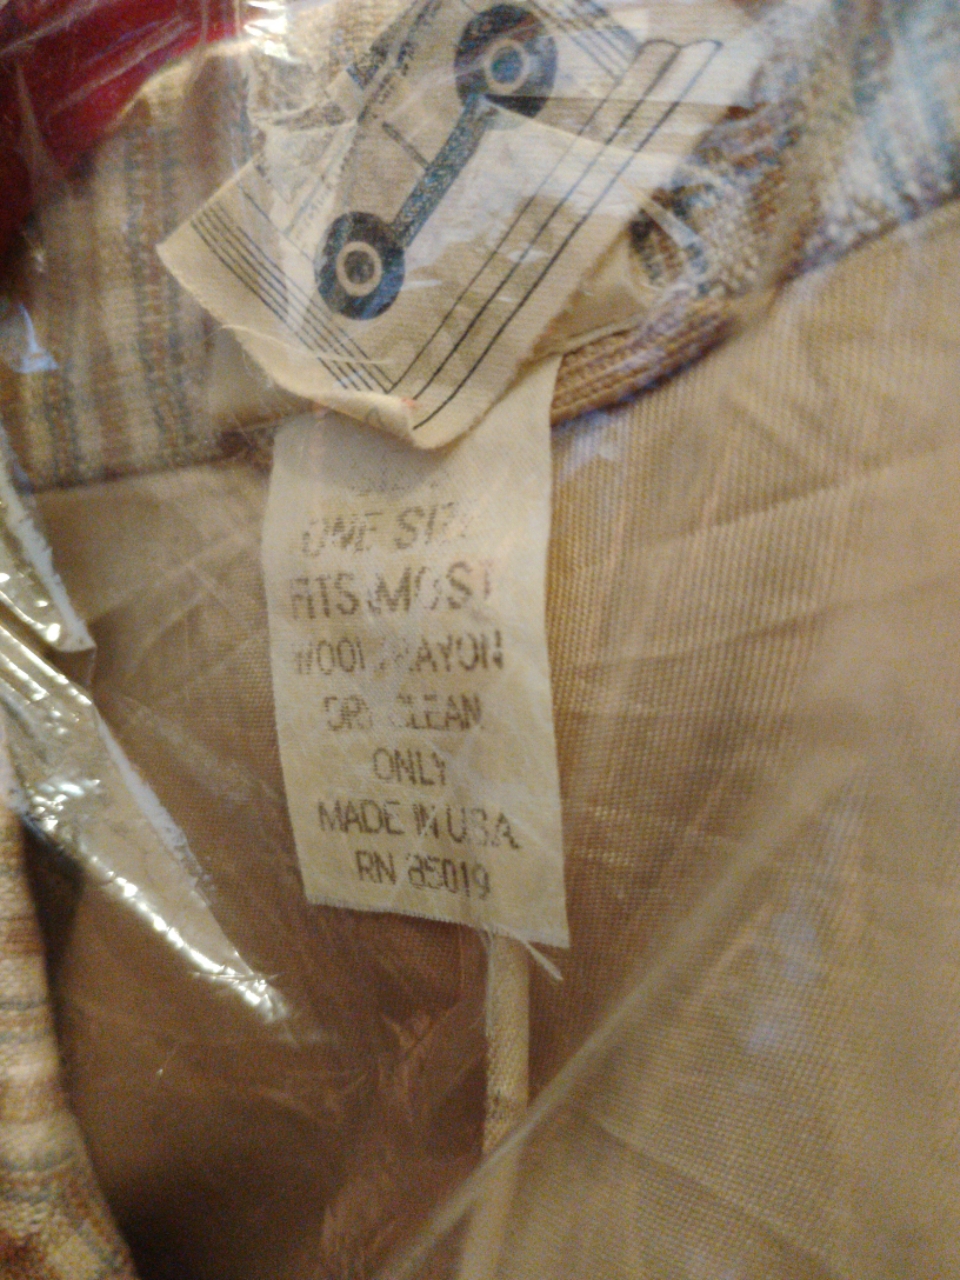 ONE SIZE
FITS MOST
WOOL/RAYON
DRY CLEAN
ONLY
MADE IN U.S.A.
RN 85019